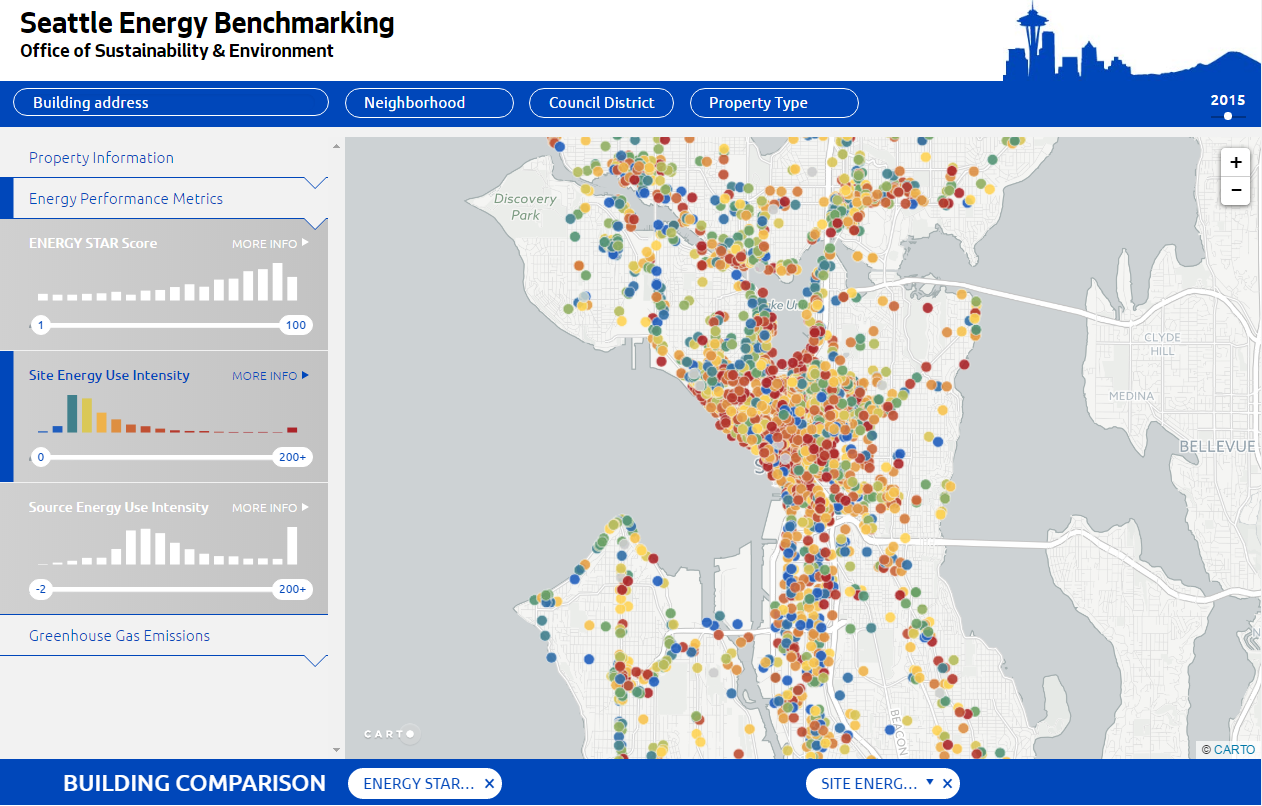 Seattle Energy Benchmarking
Office of Sustainability & Environment
Building address
Neighborhood
Council District
Property Type
2015
Property Information
Energy Performance Metrics
ENERGY STAR Score
MORE INFO
1
100
Site Energy Use Intensity
MORE INFO
0
200+
Source Energy Use Intensity
MORE INFO
-2
200+
Greenhouse Gas Emissions
+
−
Discovery
Park
CLYDE
HILL
MEDINA
BELLEVUE
BEACON
CARTO
© CARTO
BUILDING COMPARISON
ENERGY STAR... ×
SITE ENERG... ×